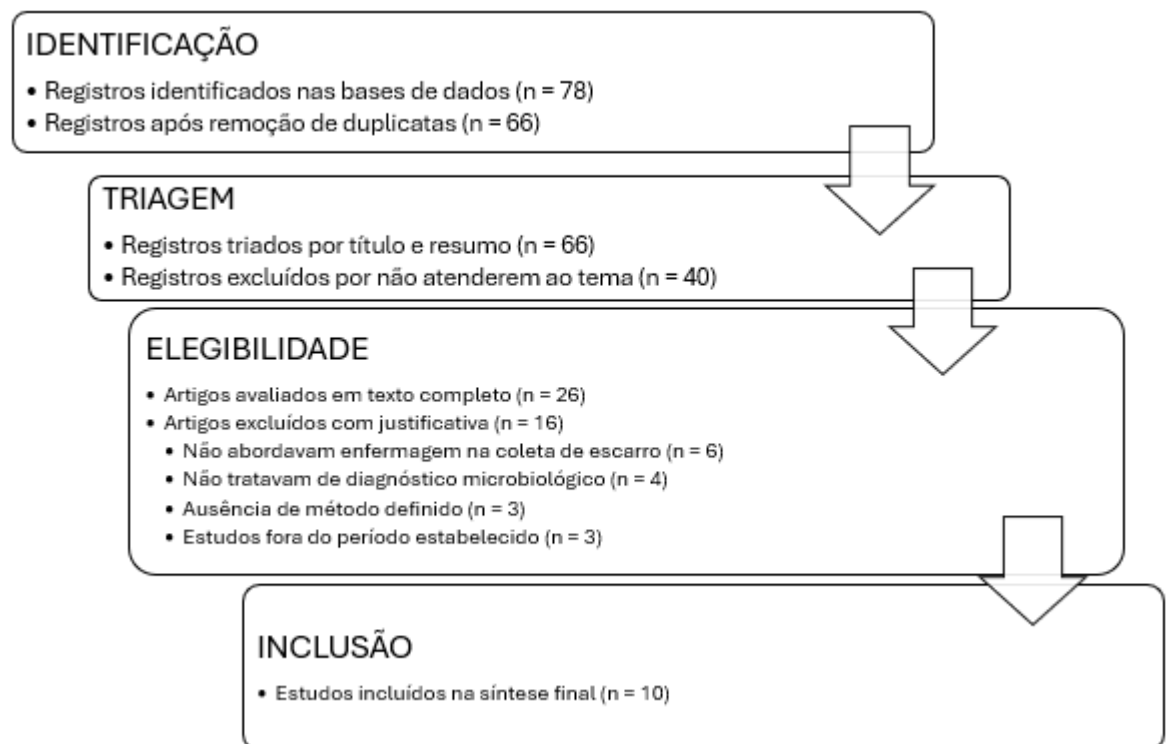 IDENTIFICAÇÃO
• Registros identificados nas bases de dados (n = 78)
• Registros após remoção de duplicatas (n = 66)
TRIAGEM
• Registros triados por título e resumo (n = 66)
• Registros excluídos por não atenderem ao tema (n = 40)
ELEGIBILIDADE
• Artigos avaliados em texto completo (n = 26)
• Artigos excluídos com justificativa (n = 16)
• Não abordavam enfermagem na coleta de escarro (n = 6)
• Não tratavam de diagnóstico microbiológico (n = 4)
• Ausência de método definido (n = 3)
• Estudos fora do período estabelecido (n = 3)
INCLUSÃO
• Estudos incluídos na síntese final (n = 10)